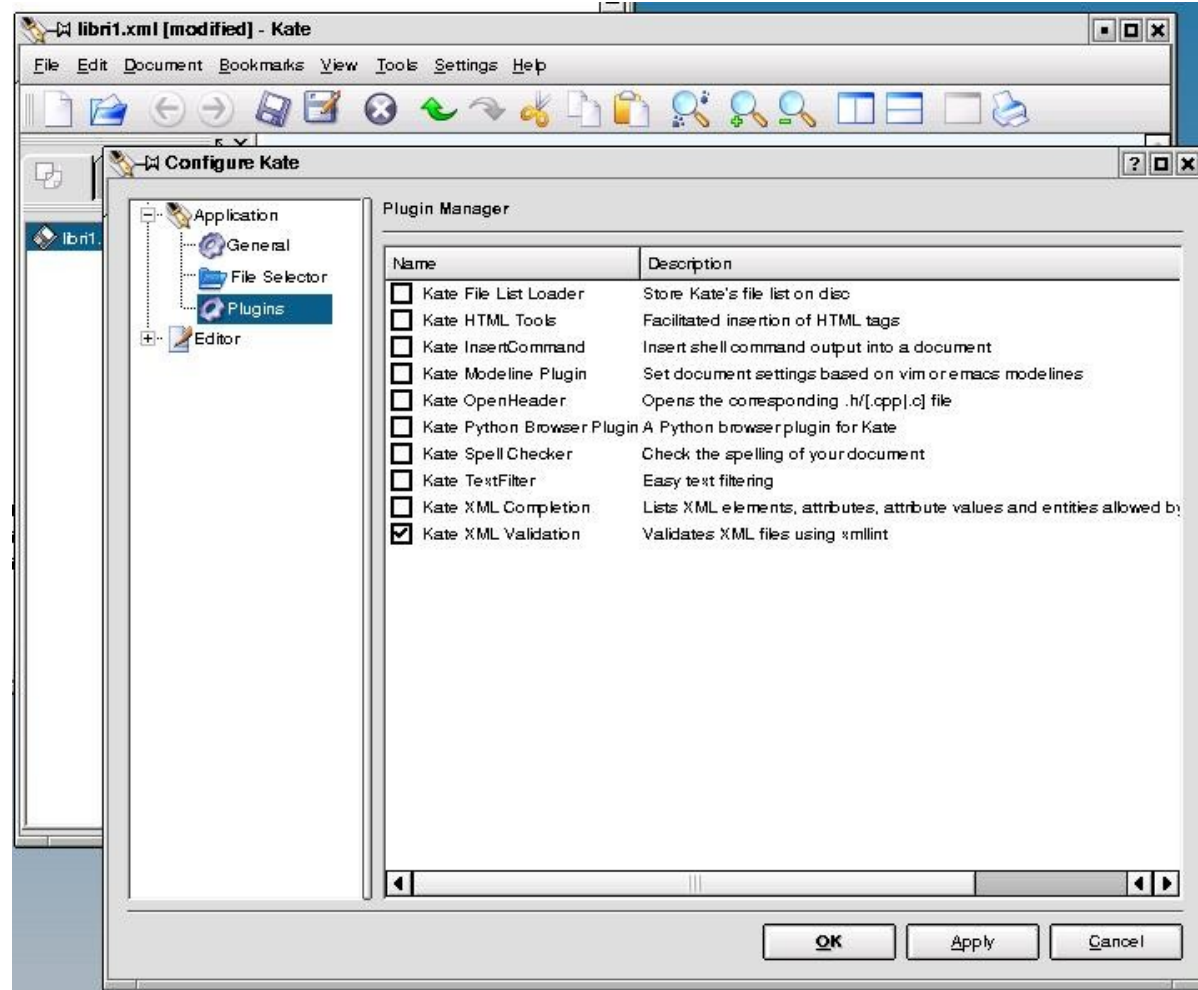 libri1.xml [modified] - Kate
File Edit Document Bookmarks View Tools Settings Help
Configure Kate
libri1.
Application
General
File Selector
Plugins
Editor
Plugin Manager
Name Description
Kate File List Loader Store Kate's file list on disc
Kate HTML Tools Facilitated insertion of HTML tags
Kate InsertCommand Insert shell command output into a document
Kate Modeline Plugin Set document settings based on vim or emacs modelines
Kate OpenHeader Opens the corresponding .h/[.cpp|.c] file
Kate Python Browser Plugin A Python browser plugin for Kate
Kate Spell Checker Check the spelling of your document
Kate TextFilter Easy text filtering
Kate XML Completion Lists XML elements, attributes, attribute values and entities allowed by
Kate XML Validation Validates XML files using xmllint
OK Apply Cancel